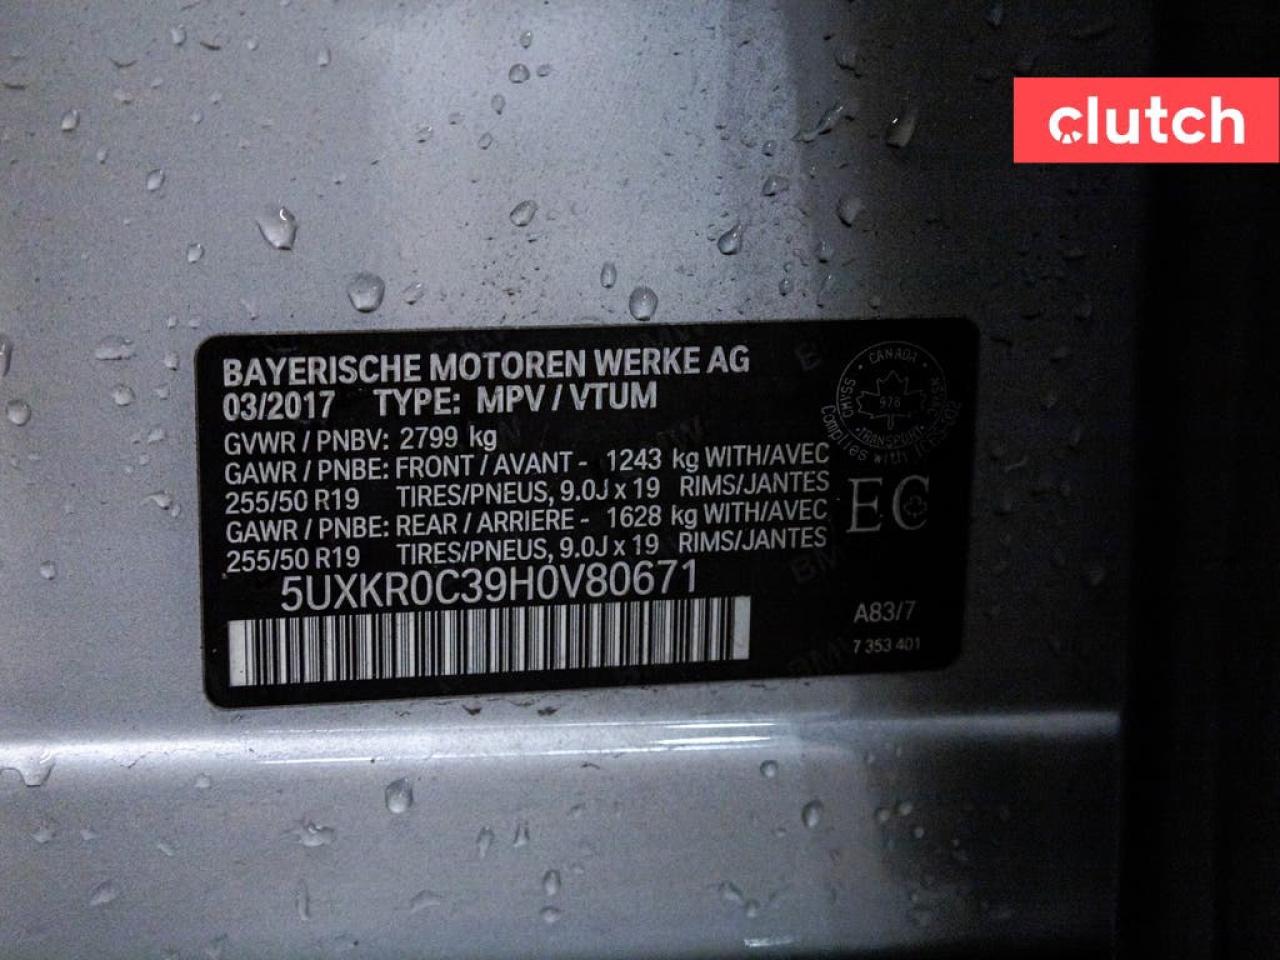 clutch
BAYERISCHE MOTOREN WERKE AG
03/2017 TYPE: MPV / VTUM
GVWR / PNBV: 2799 kg
GAWR / PNBE: FRONT / AVANT - 1243 kg WITH/AVEC
255/50 R19 TIRES/PNEUS, 9.0J x 19 RIMS/JANTES
GAWR / PNBE: REAR / ARRIERE - 1628 kg WITH/AVEC
255/50 R19 TIRES/PNEUS, 9.0J x 19 RIMS/JANTES
5UXKR0C39H0V80671
CANADA
978
TRANSPORT
Complies with
EC
A83/7
7 353 401